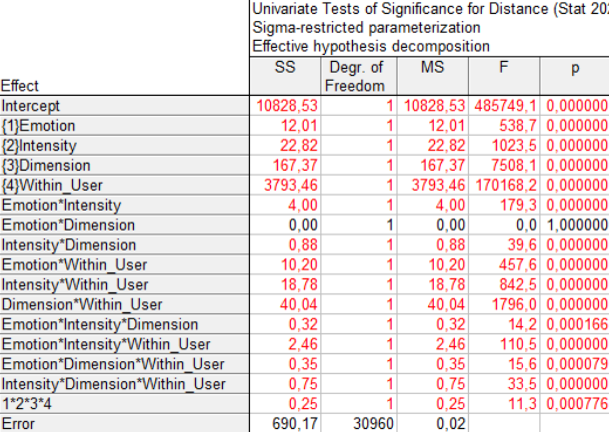 Univariate Tests of Significance for Distance (Stat 202
Sigma-restricted parameterization
Effective hypothesis decomposition
Effect SS Degr. of Freedom MS F p
Intercept 10828,53 1 10828,53 485749,1 0,000000
{1}Emotion 12,01 1 12,01 538,7 0,000000
{2}Intensity 22,82 1 22,82 1023,5 0,000000
{3}Dimension 167,37 1 167,37 7508,1 0,000000
{4}Within_User 3793,46 1 3793,46 170168,2 0,000000
Emotion*Intensity 4,00 1 4,00 179,3 0,000000
Emotion*Dimension 0,00 1 0,00 0,0 1,000000
Intensity*Dimension 0,88 1 0,88 39,6 0,000000
Emotion*Within_User 10,20 1 10,20 457,6 0,000000
Intensity*Within_User 18,78 1 18,78 842,5 0,000000
Dimension*Within_User 40,04 1 40,04 1796,0 0,000000
Emotion*Intensity*Dimension 0,32 1 0,32 14,2 0,000166
Emotion*Intensity*Within_User 2,46 1 2,46 110,5 0,000000
Emotion*Dimension*Within_User 0,35 1 0,35 15,6 0,000079
Intensity*Dimension*Within_User 0,75 1 0,75 33,5 0,000000
1*2*3*4 0,25 1 0,25 11,3 0,000776
Error 690,17 30960 0,02